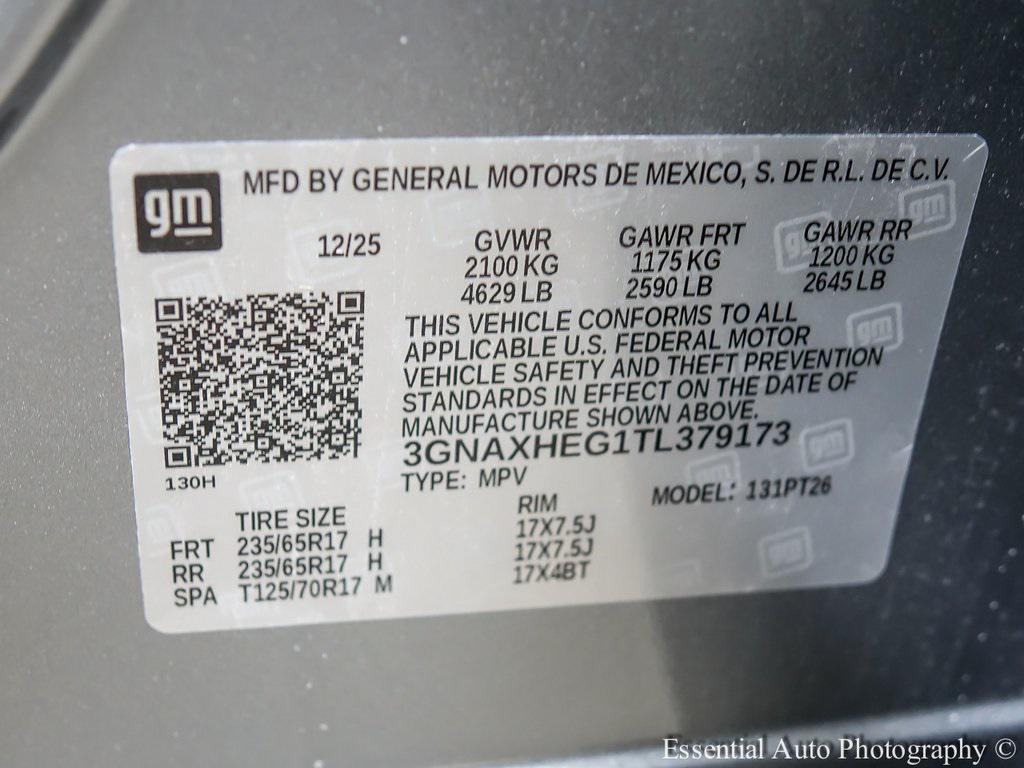 gm
MFD BY GENERAL MOTORS DE MEXICO, S. DE R.L. DE C.V.
12/25 GVWR GAWR FRT GAWR RR
2100 KG 1175 KG 1200 KG
4629 LB 2590 LB 2645 LB
THIS VEHICLE CONFORMS TO ALL
APPLICABLE U.S. FEDERAL MOTOR
VEHICLE SAFETY AND THEFT PREVENTION
STANDARDS IN EFFECT ON THE DATE OF
MANUFACTURE SHOWN ABOVE.
3GNAXHEG1TL379173
130H
TYPE: MPV MODEL: 131PT26
TIRE SIZE RIM
FRT 235/65R17 H 17X7.5J
RR 235/65R17 H 17X7.5J
SPA T125/70R17 M 17X4BT
Essential Auto Photography ©